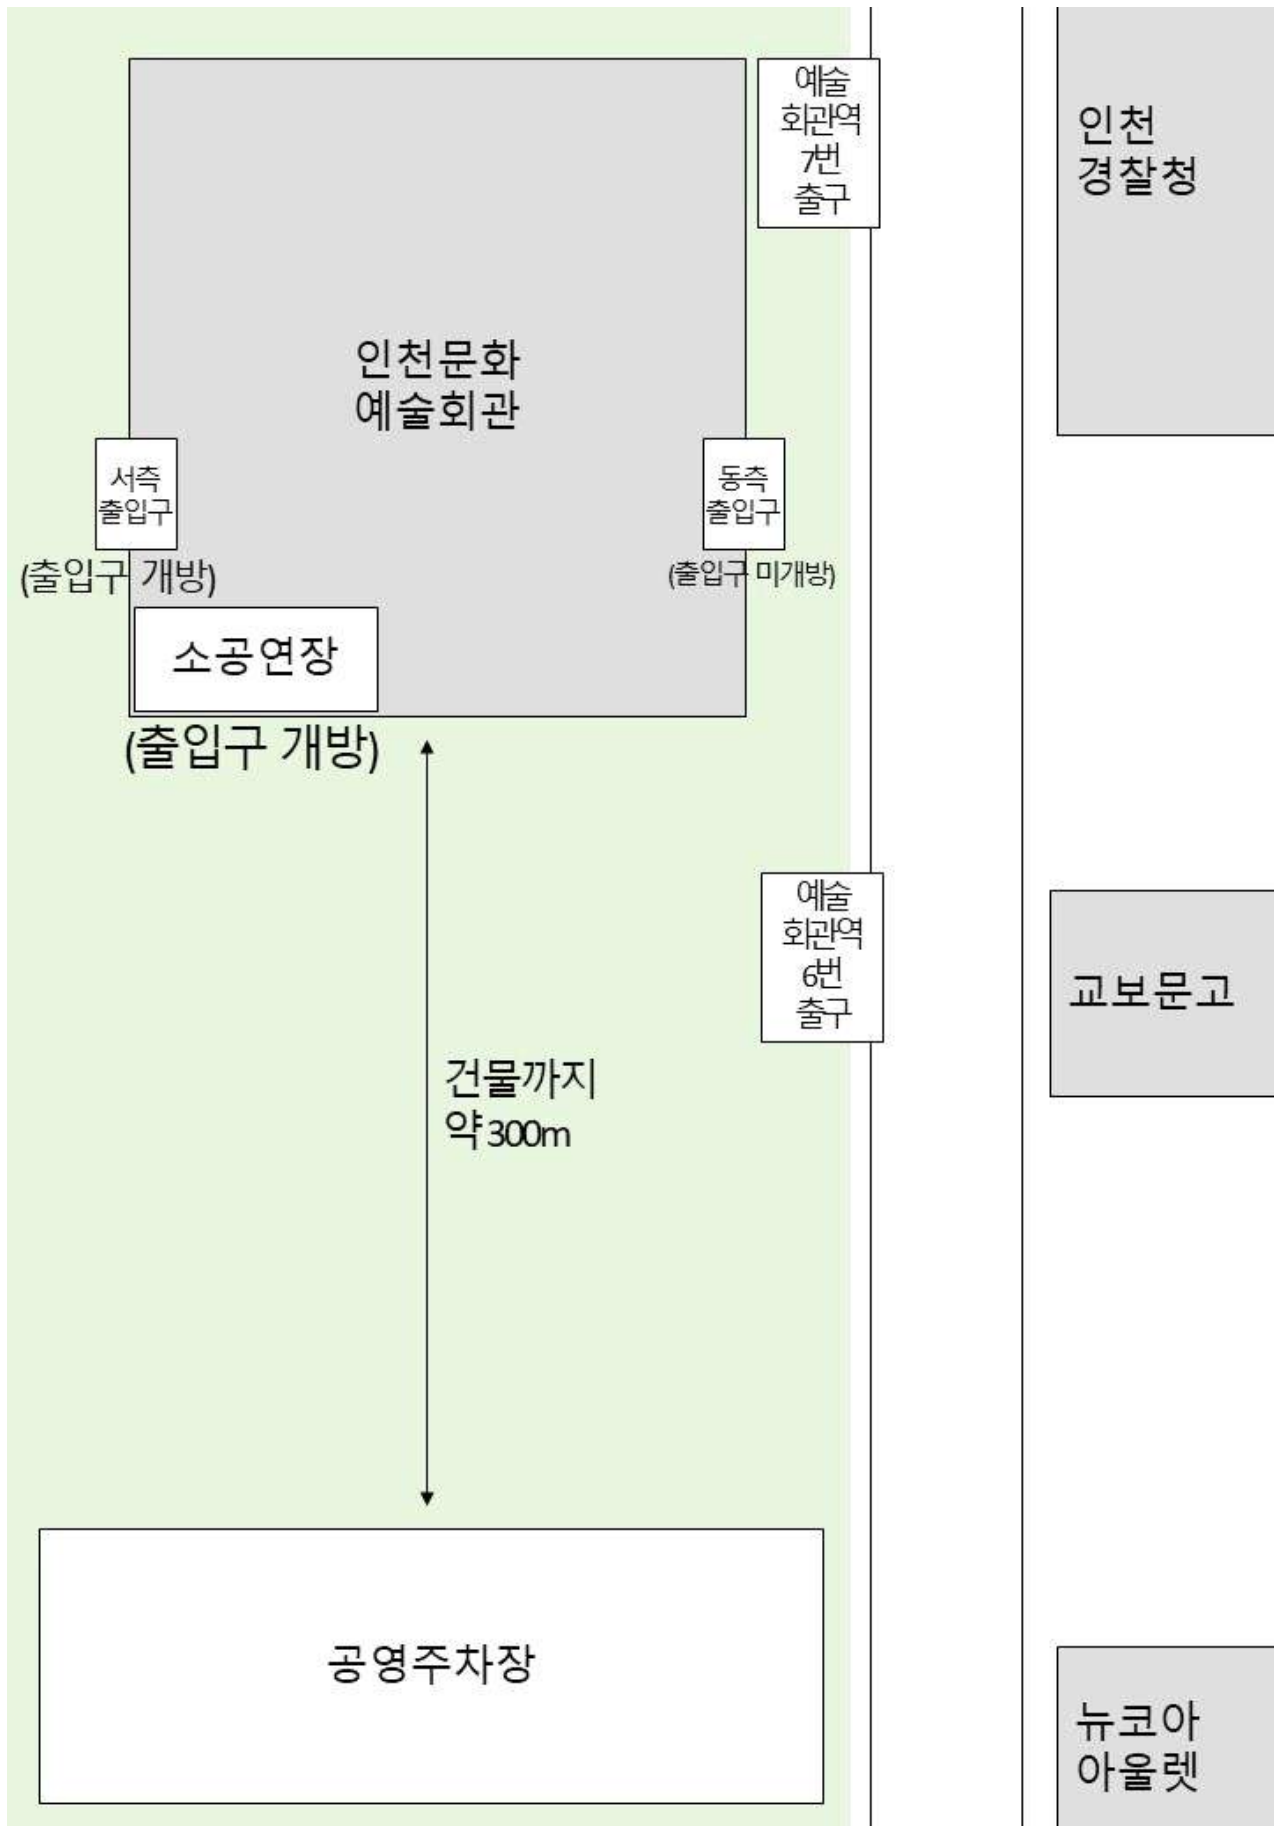 예술
회관역
7번
출구
인천
경찰청
인천문화
예술회관
서측
출입구
(출입구 개방)
동측
출입구
(출입구 미개방)
소공연장
(출입구 개방)
예술
회관역
6번
출구
교보문고
건물까지
약 300m
공영주차장
뉴코아
아울렛